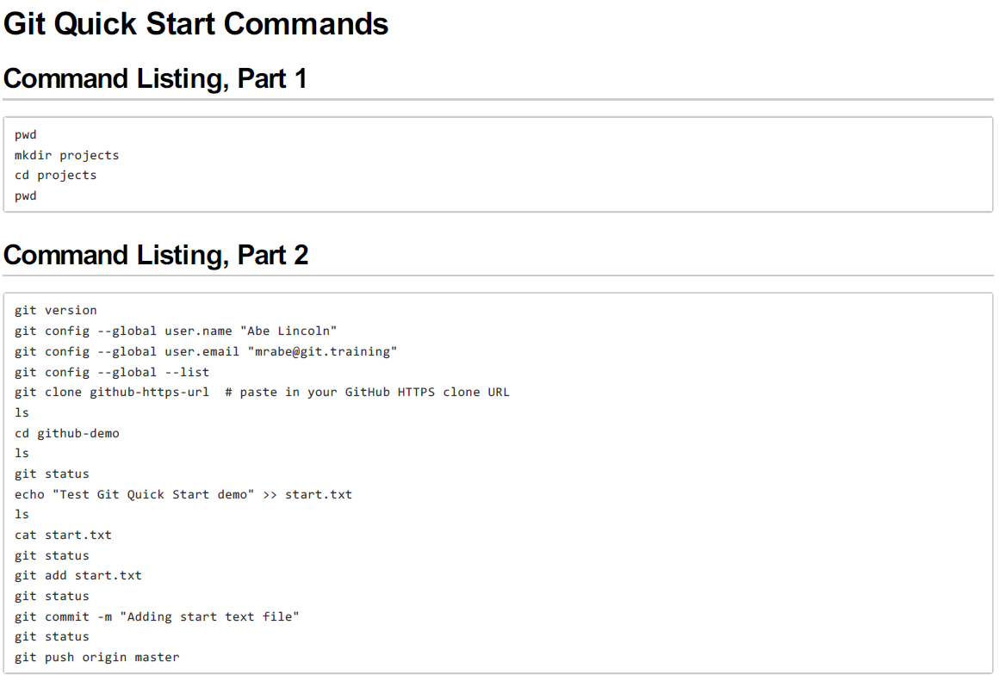 Git Quick Start Commands
Command Listing, Part 1
pwd
mkdir projects
cd projects
pwd
Command Listing, Part 2
git version
git config --global user.name "Abe Lincoln"
git config --global user.email "mrabe@git.training"
git config --global --list
git clone github-https-url  # paste in your GitHub HTTPS clone URL
ls
cd github-demo
ls
git status
echo "Test Git Quick Start demo" >> start.txt
ls
cat start.txt
git status
git add start.txt
git status
git commit -m "Adding start text file"
git status
git push origin master